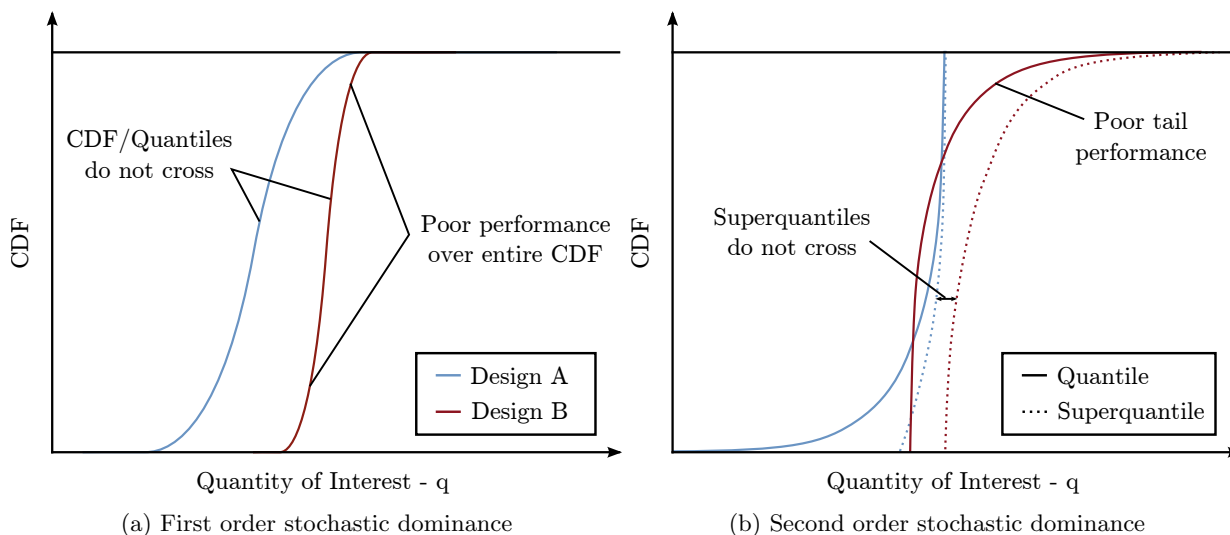 CDF/Quantiles
do not cross
Poor performance
over entire CDF
CDF
Design A
Design B
Quantity of Interest - q
(a) First order stochastic dominance
Poor tail
performance
Superquantiles
do not cross
CDF
Quantile
Superquantile
Quantity of Interest - q
(b) Second order stochastic dominance